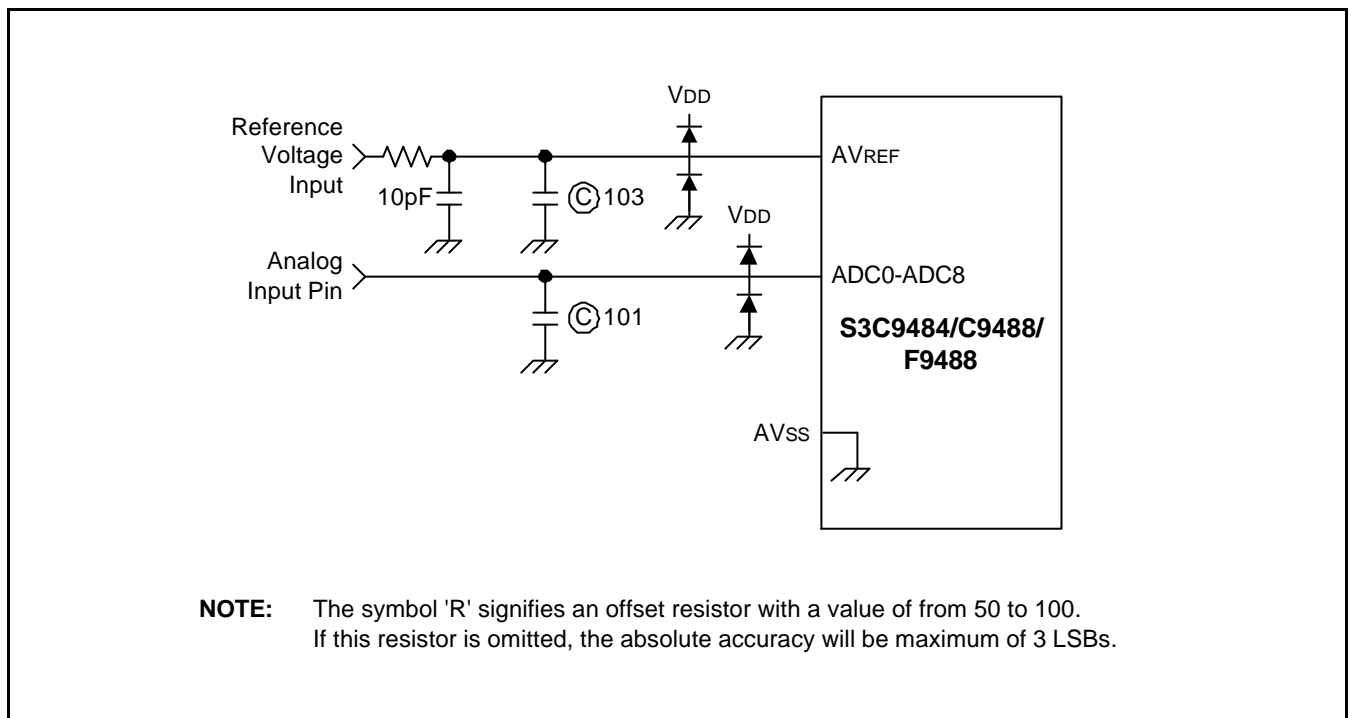 VDD
Reference
Voltage
Input
AVREF
10pF
C 103
VDD
Analog
Input Pin
ADC0-ADC8
C 101
S3C9484/C9488/
F9488
AVSS
NOTE: The symbol 'R' signifies an offset resistor with a value of from 50 to 100.
If this resistor is omitted, the absolute accuracy will be maximum of 3 LSBs.